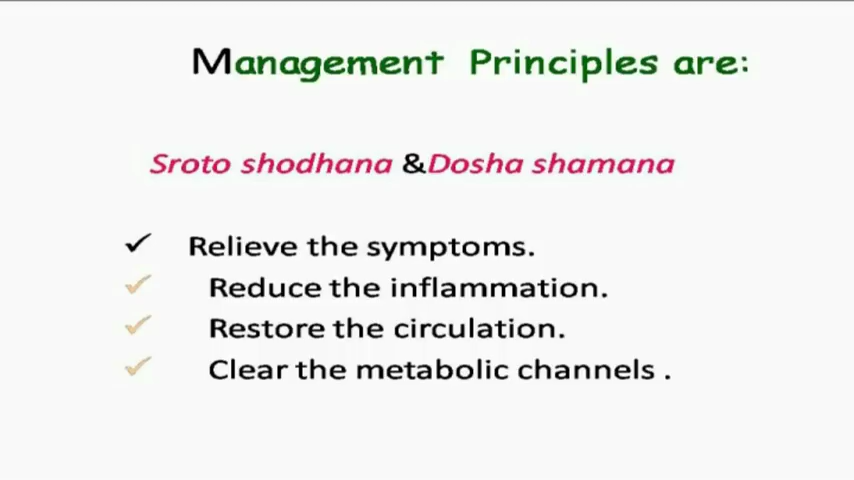 Management Principles are:
Sroto shodhana &Dosha shamana
✓ Relieve the symptoms.
✓ Reduce the inflammation.
✓ Restore the circulation.
✓ Clear the metabolic channels .